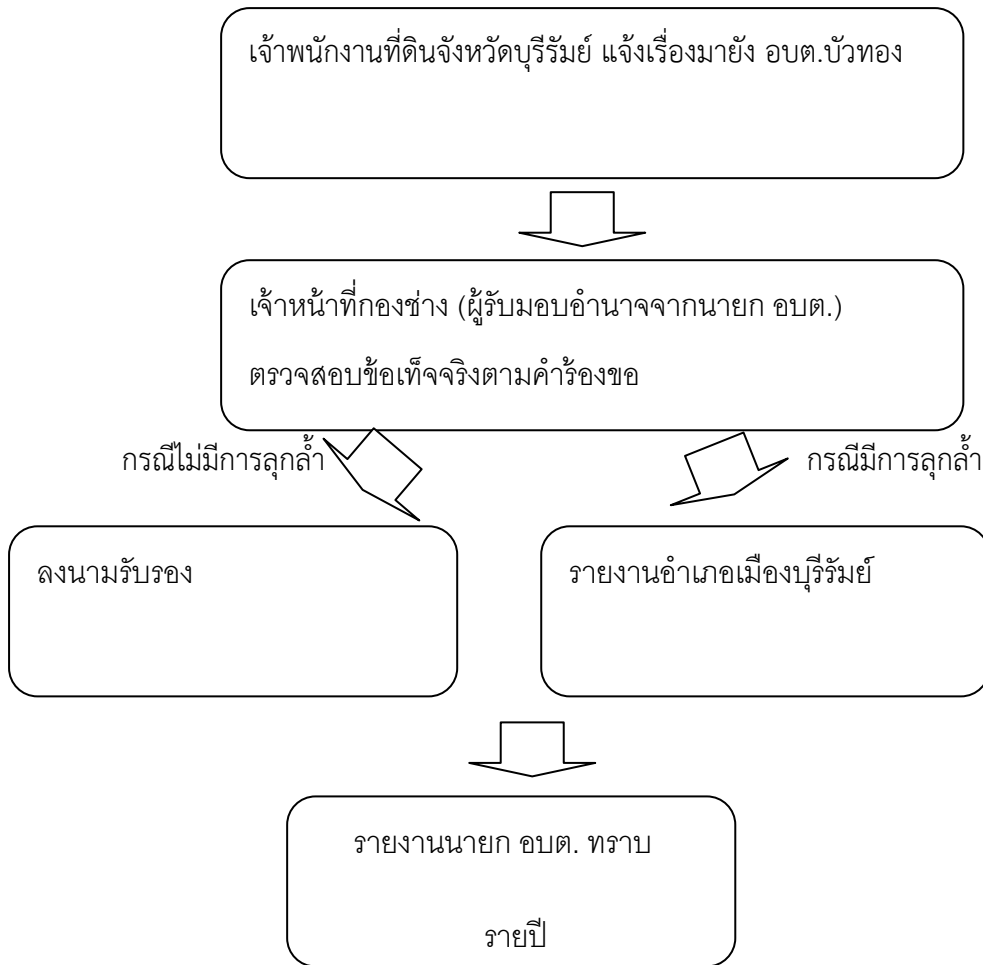 เจ้าพนักงานที่ดินจังหวัดบุรีรัมย์ แจ้งเรื่องมายัง อบต.บัวทอง
เจ้าหน้าที่กองช่าง (ผู้รับมอบอำนาจจากนายก อบต.)
ตรวจสอบข้อเท็จจริงตามคำร้องขอ
กรณีไม่มีการลุกล้ำ
กรณีมีการลุกล้ำ
ลงนามรับรอง
รายงานอำเภอเมืองบุรีรัมย์
รายงานนายก อบต. ทราบ
รายปี